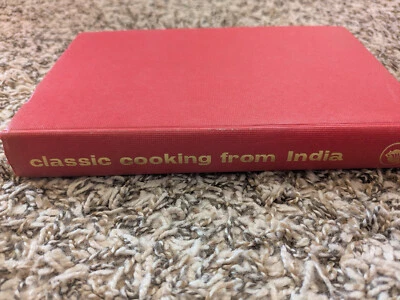 classic cooking from India